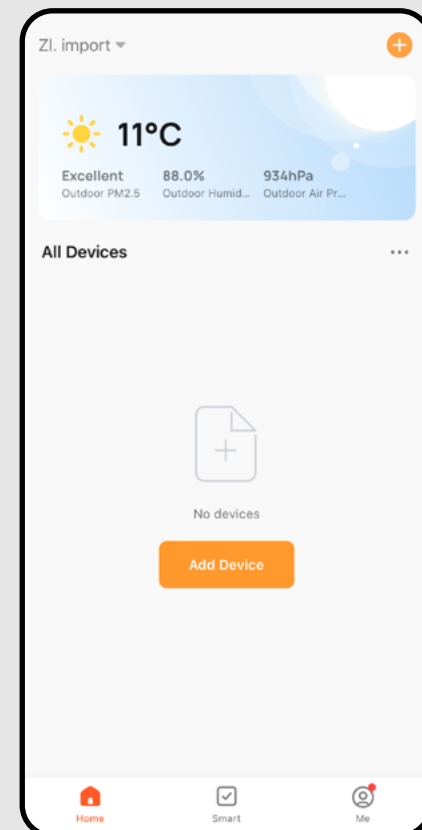 Zl. import
11°C
Excellent 88.0% 934hPa
Outdoor PM2.5 Outdoor Humid... Outdoor Air Pr...
All Devices
No devices
Add Device
Home Smart Me